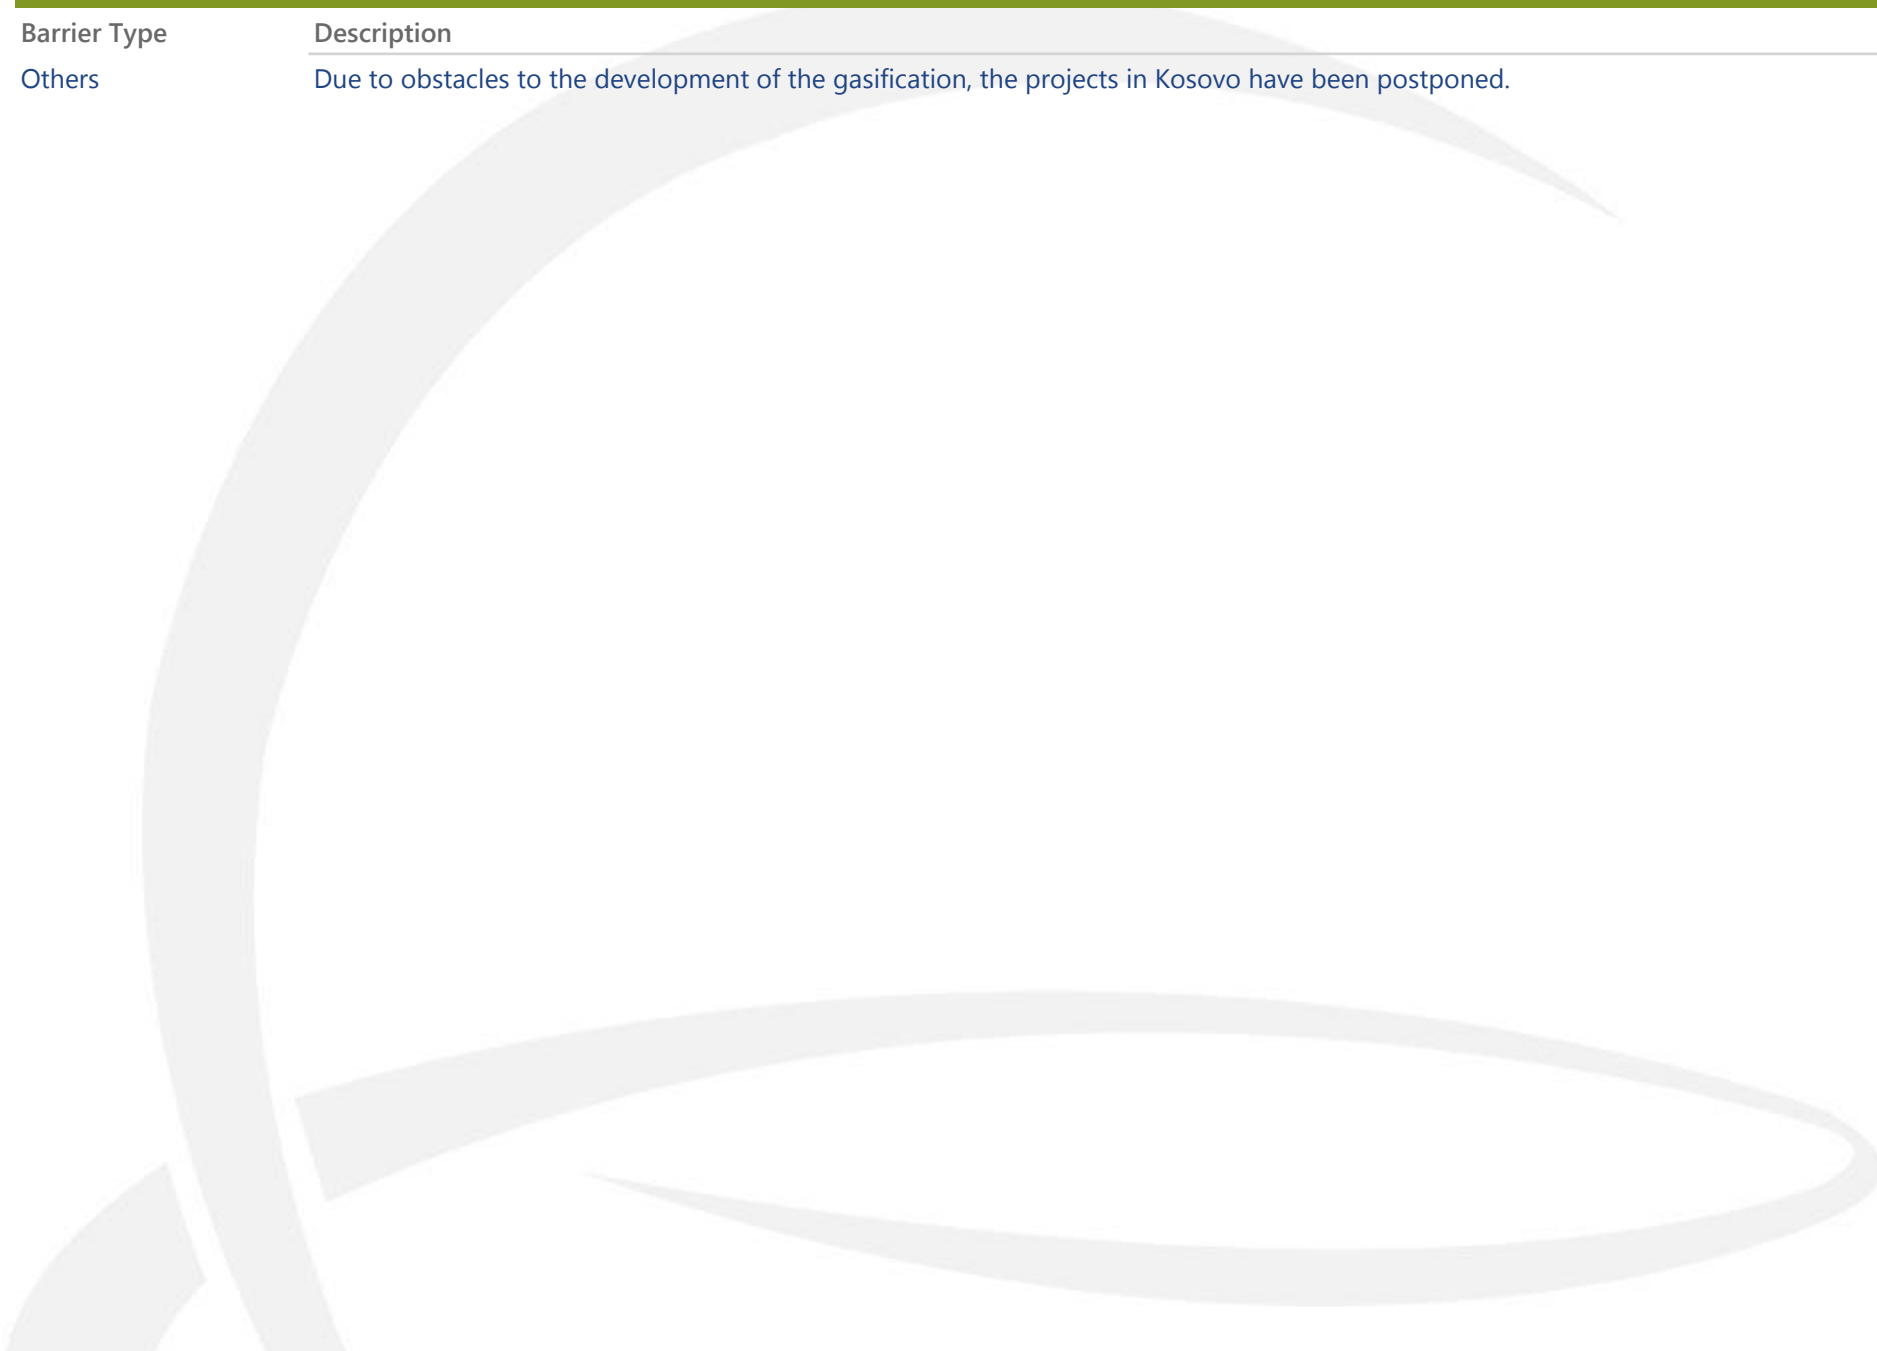 Barrier Type Description
Others Due to obstacles to the development of the gasification, the projects in Kosovo have been postponed.